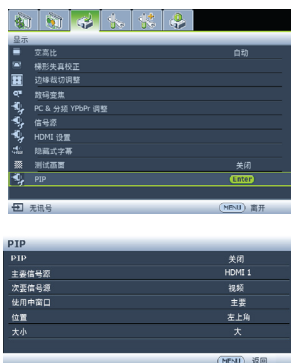 显示
宽高比 自动
梯形失真校正
边缘裁切调整
数码变焦
PC & 分频 YPbPr 调整
信号源
HDMI 设置
隐藏式字幕
测试画面 关闭
PIP Enter
无讯号 MENU 离开
PIP
PIP 关闭
主要信号源 HDMI 1
次要信号源 视频
使用中窗口 主要
位置 左上角
大小 大
MENU 返回